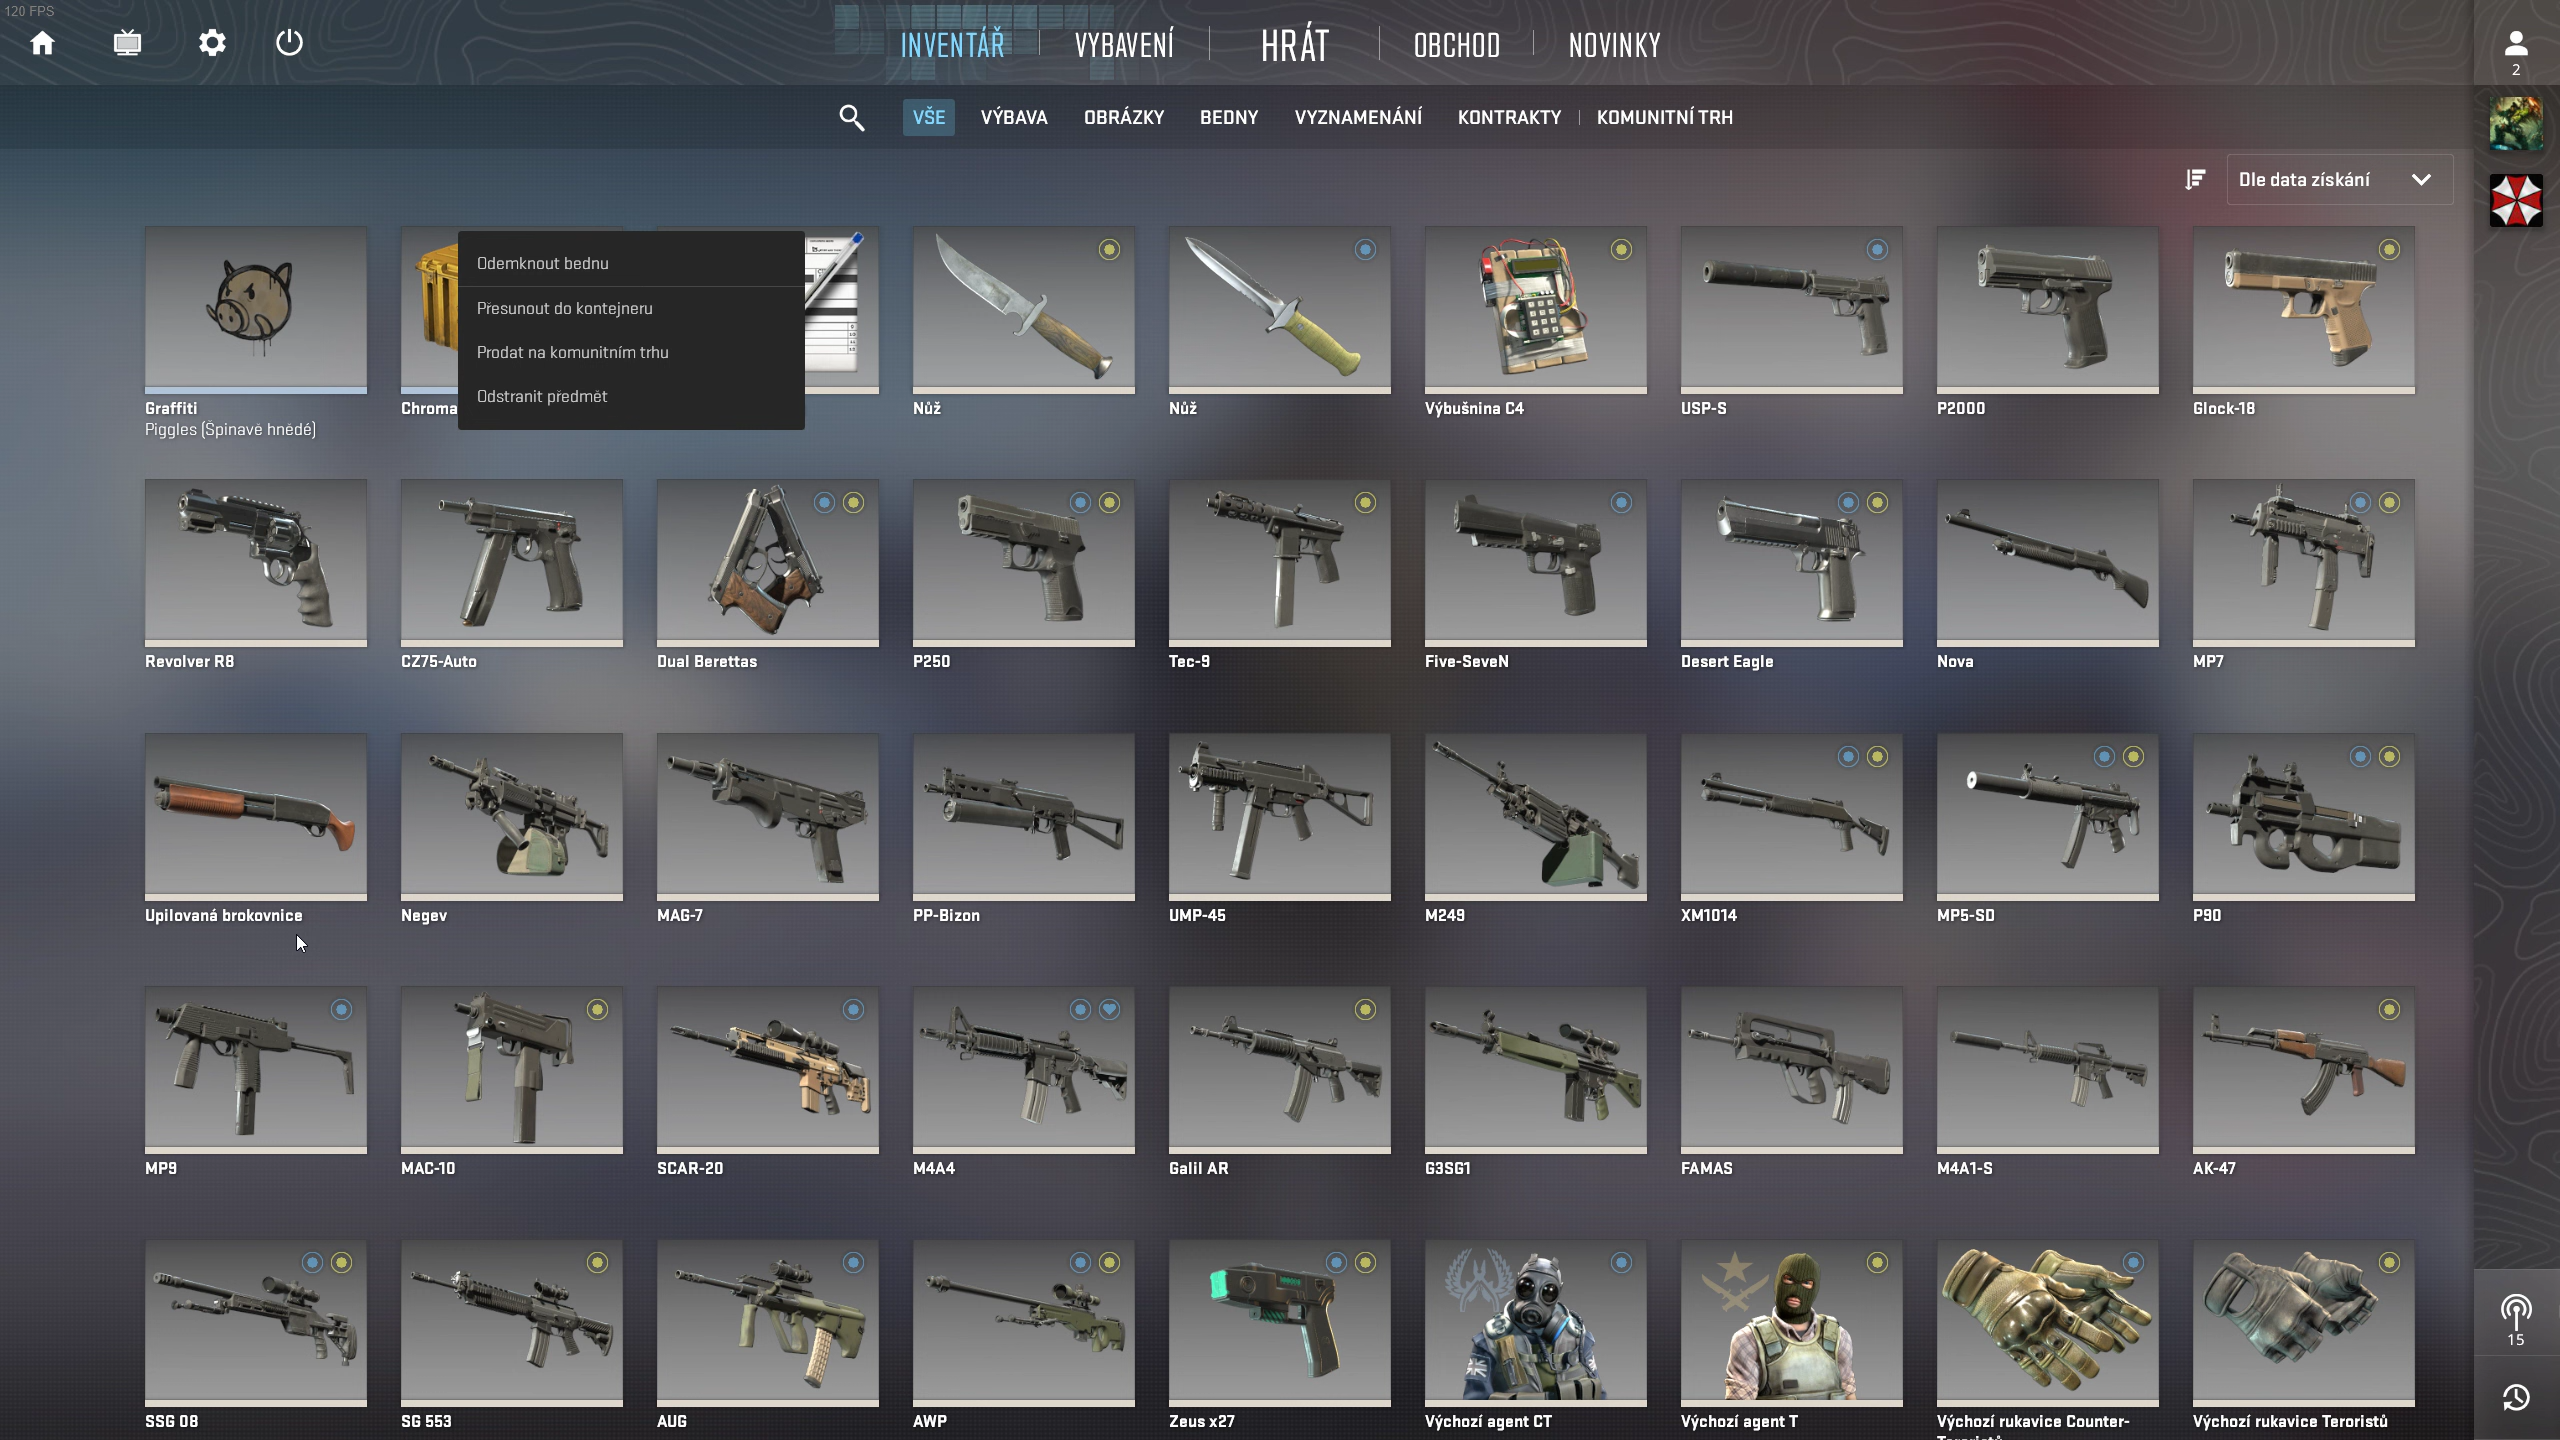 120 FPS
INVENTÁŘ
VYBAVENÍ
HRÁT
OBCHOD
NOVINKY
2
VŠE
VÝBAVA
OBRÁZKY
BEDNY
VYZNAMENÁNÍ
KONTRAKTY
KOMUNITNÍ TRH
Dle data získání
Odemknout bednu
Přesunout do kontejneru
Prodat na komunitním trhu
Odstranit předmět
Graffiti
Piggles (Špinavě hnědé)
Chroma
Nůž
Nůž
Výbušnina C4
USP-S
P2000
Glock-18
Revolver R8
CZ75-Auto
Dual Berettas
P250
Tec-9
Five-SeveN
Desert Eagle
Nova
MP7
Upilovaná brokovnice
Negev
MAG-7
PP-Bizon
UMP-45
M249
XM1014
MP5-SD
P90
MP9
MAC-10
SCAR-20
M4A4
Galil AR
G3SG1
FAMAS
M4A1-S
AK-47
SSG 08
SG 553
AUG
AWP
Zeus x27
Výchozí agent CT
Výchozí agent T
Výchozí rukavice Counter-
Výchozí rukavice Teroristů
15